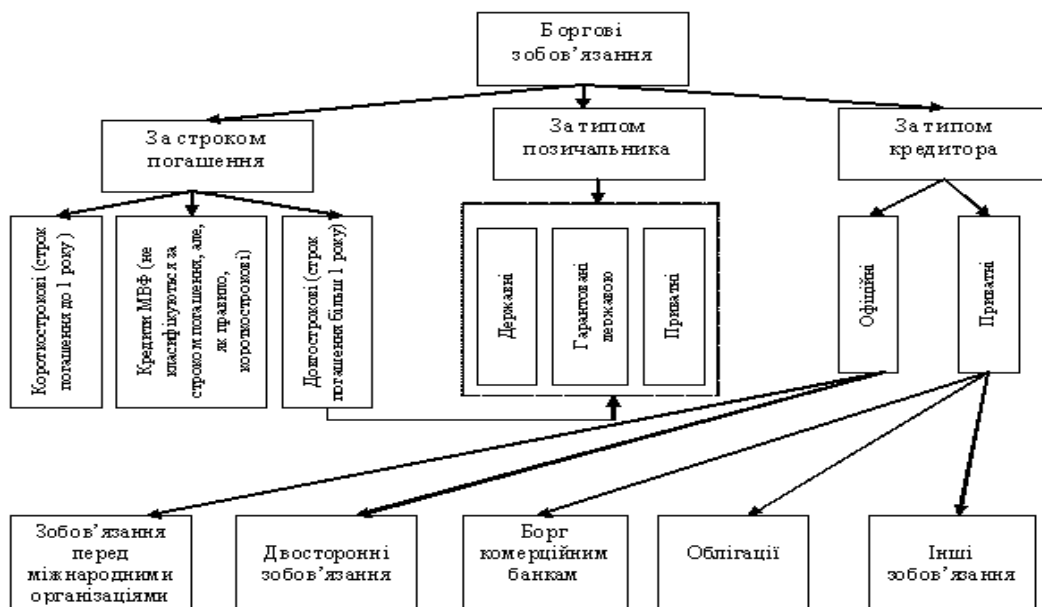 Боргові
зобов’язання
За строком
погашення
За типом
позичальника
За типом
кредитора
Короткострокові (строк
погашення до 1 року)
Кредити МВФ (не
класифікуються за
строком погашення, але,
як правило,
короткострокові)
Довгострокові (строк
погашення більш 1 року)
Державні
Гарантовані
державою
Приватні
Офіційні
Приватні
Зобов’язання
перед
міжнародними
організаціями
Двосторонні
зобов’язання
Борг
комерційним
банкам
Облігації
Інші
зобов’язання